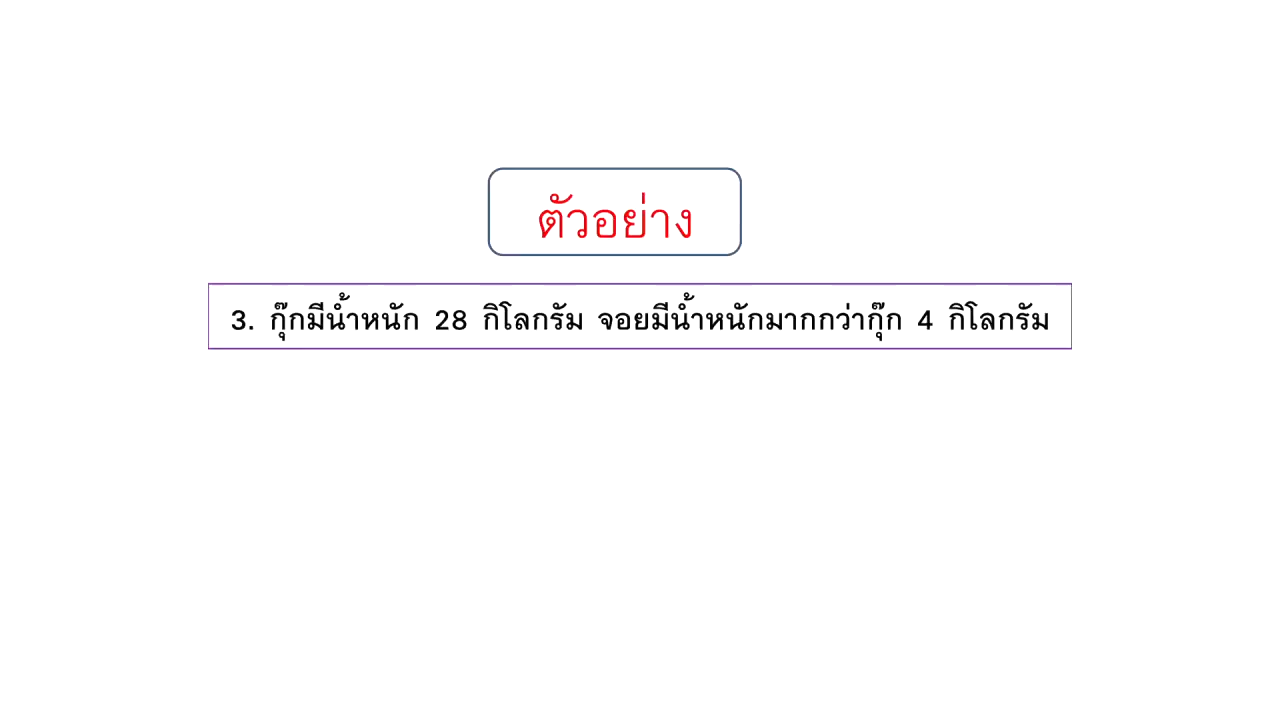 ตัวอย่าง
3. กุ๊กมีน้ำหนัก 28 กิโลกรัม จอยมีน้ำหนักมากกว่ากุ๊ก 4 กิโลกรัม